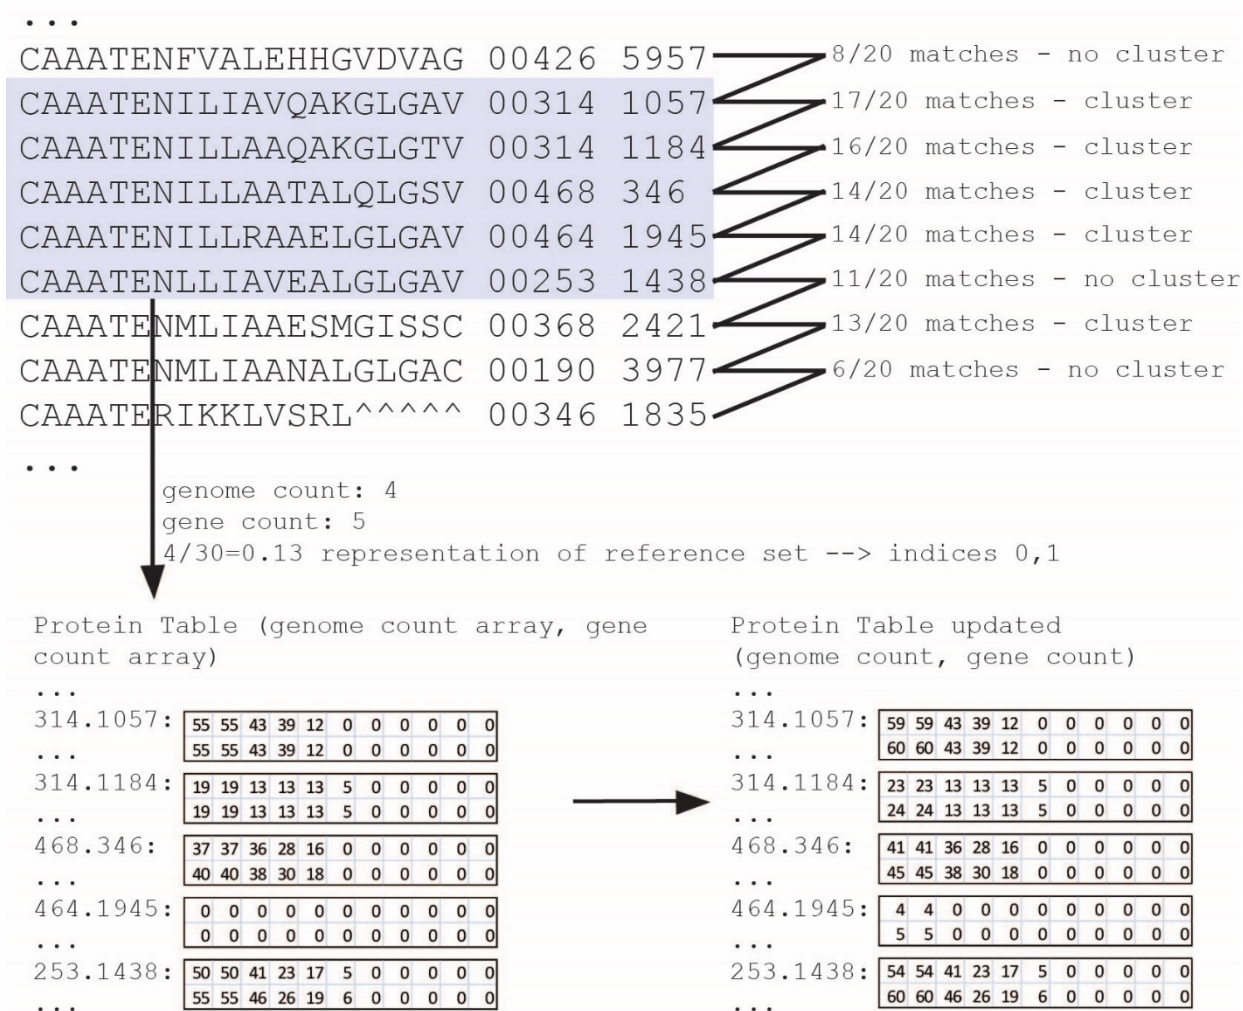 ...
CAAATENFVALEHHGVDVAG 00426 5957 8/20 matches - no cluster
CAAATENILIAVQAKGLGAV 00314 1057 17/20 matches - cluster
CAAATENILLAAQAKGLGTV 00314 1184 16/20 matches - cluster
CAAATENILLAATALQLGSV 00468 346 14/20 matches - cluster
CAAATENILLRAAELGLGAV 00464 1945 14/20 matches - cluster
CAAATENLLIAVEALGLGAV 00253 1438 11/20 matches - no cluster
CAAATENMLIAAESMGISSC 00368 2421 13/20 matches - cluster
CAAATENMLIAANALGLGAC 00190 3977 6/20 matches - no cluster
CAAATERIKKLVSRL^^^^^ 00346 1835
...
genome count: 4
gene count: 5
4/30=0.13 representation of reference set --> indices 0,1
Protein Table (genome count array, gene
count array)
...
314.1057: 55 55 43 39 12 0 0 0 0 0 0
... 55 55 43 39 12 0 0 0 0 0 0
314.1184: 19 19 13 13 13 5 0 0 0 0 0
... 19 19 13 13 13 5 0 0 0 0 0
468.346: 37 37 36 28 16 0 0 0 0 0 0
... 40 40 38 30 18 0 0 0 0 0 0
464.1945: 0 0 0 0 0 0 0 0 0 0 0
... 0 0 0 0 0 0 0 0 0 0 0
253.1438: 50 50 41 23 17 5 0 0 0 0 0
... 55 55 46 26 19 6 0 0 0 0 0
Protein Table updated
(genome count, gene count)
...
314.1057: 59 59 43 39 12 0 0 0 0 0 0
... 60 60 43 39 12 0 0 0 0 0 0
314.1184: 23 23 13 13 13 5 0 0 0 0 0
... 24 24 13 13 13 5 0 0 0 0 0
468.346: 41 41 36 28 16 0 0 0 0 0 0
... 45 45 38 30 18 0 0 0 0 0 0
464.1945: 4 4 0 0 0 0 0 0 0 0 0
... 5 5 0 0 0 0 0 0 0 0 0
253.1438: 54 54 41 23 17 5 0 0 0 0 0
... 60 60 46 26 19 6 0 0 0 0 0